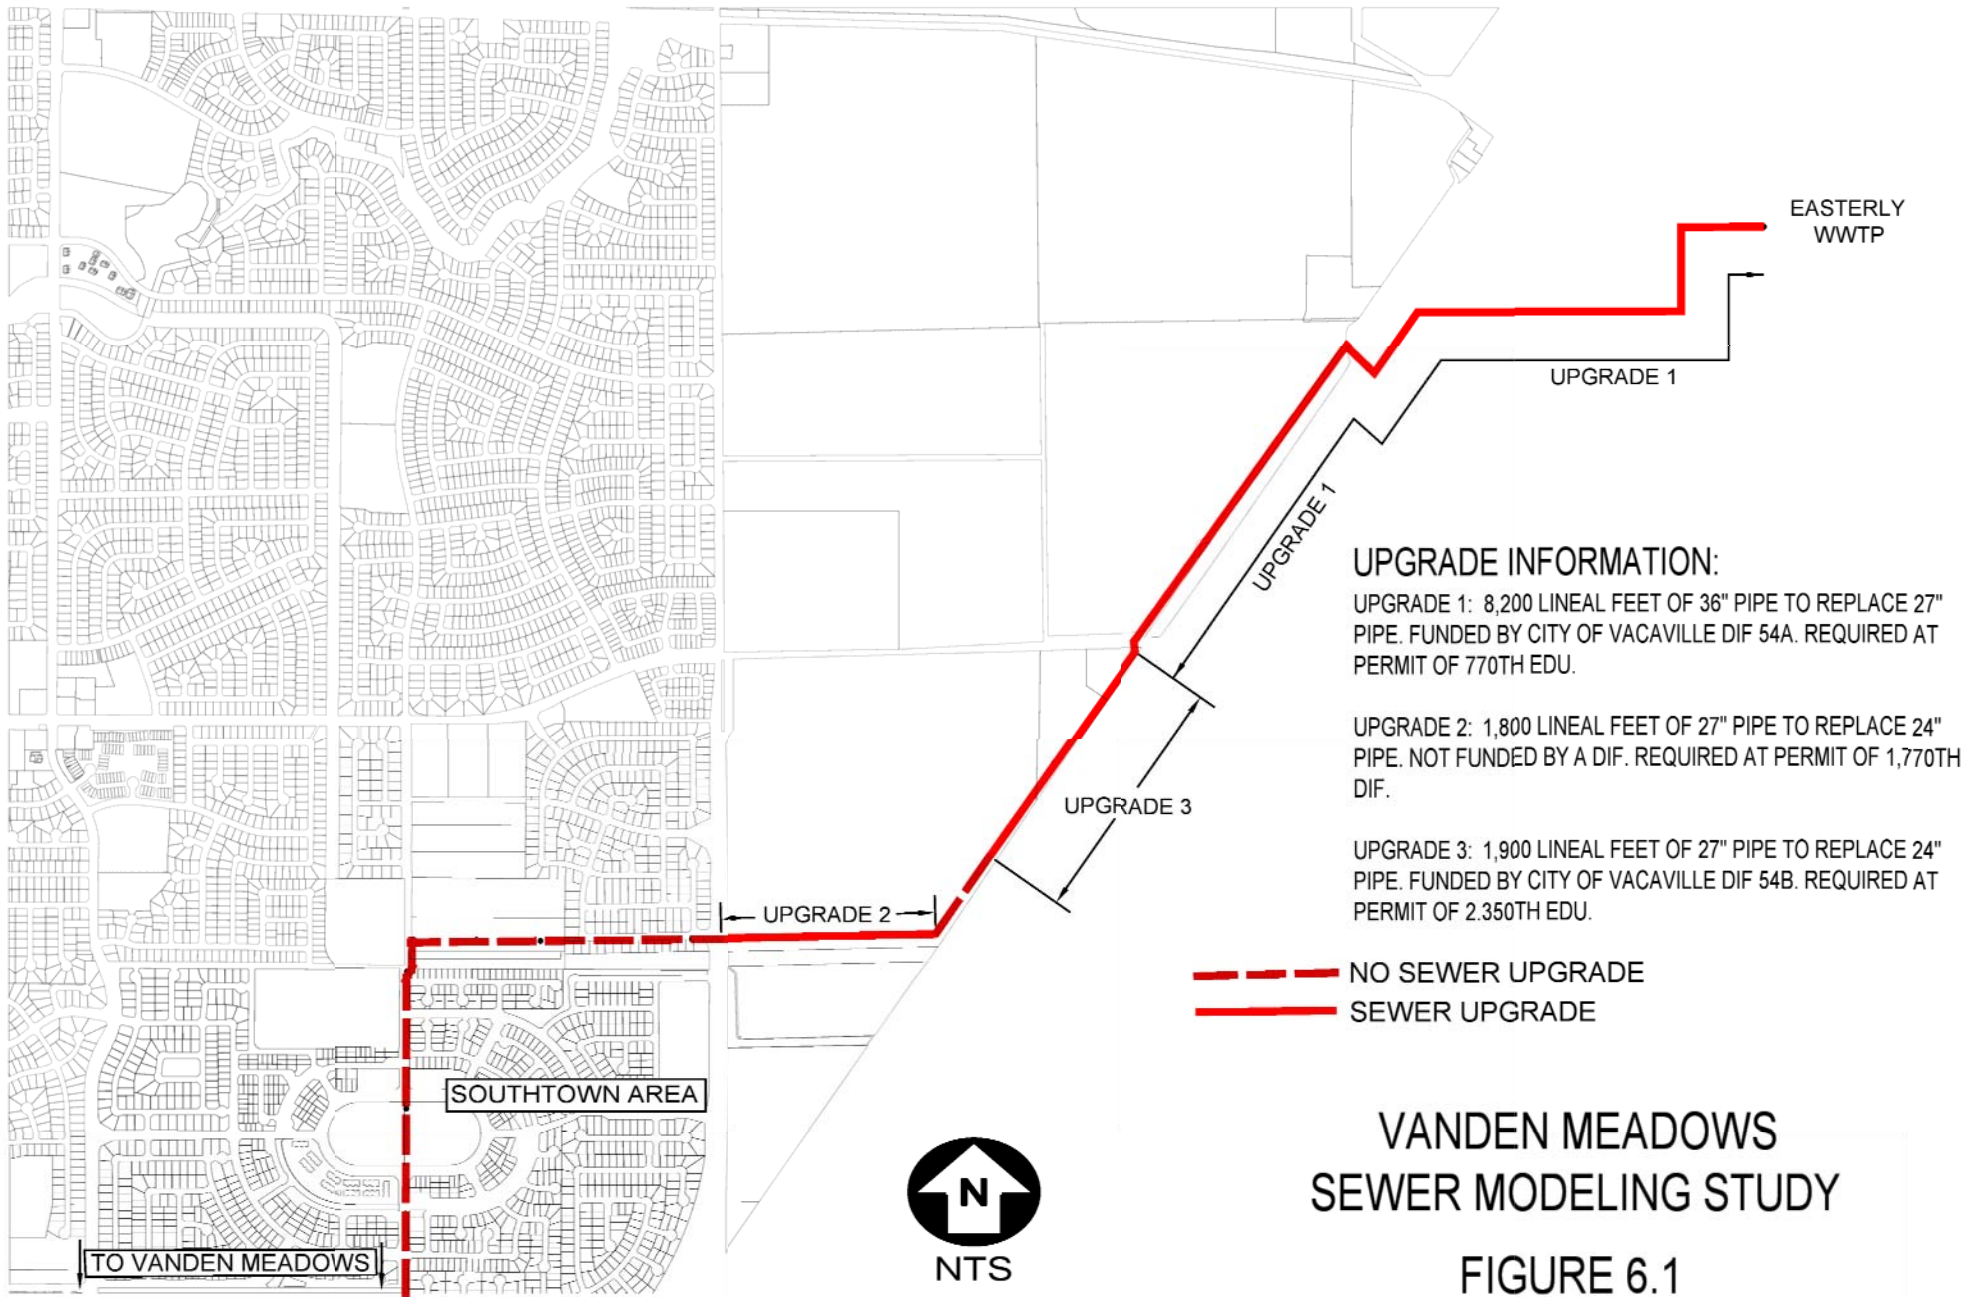 EASTERLY
WWTP
UPGRADE 1
UPGRADE 1
UPGRADE INFORMATION:
UPGRADE 1: 8,200 LINEAL FEET OF 36" PIPE TO REPLACE 27"
PIPE. FUNDED BY CITY OF VACAVILLE DIF 54A. REQUIRED AT
PERMIT OF 770TH EDU.
UPGRADE 2: 1,800 LINEAL FEET OF 27" PIPE TO REPLACE 24"
PIPE. NOT FUNDED BY A DIF. REQUIRED AT PERMIT OF 1,770TH
DIF.
UPGRADE 3
UPGRADE 3: 1,900 LINEAL FEET OF 27" PIPE TO REPLACE 24"
PIPE. FUNDED BY CITY OF VACAVILLE DIF 54B. REQUIRED AT
PERMIT OF 2.350TH EDU.
UPGRADE 2
NO SEWER UPGRADE
SEWER UPGRADE
SOUTHTOWN AREA
VANDEN MEADOWS
SEWER MODELING STUDY
FIGURE 6.1
N
NTS
TO VANDEN MEADOWS